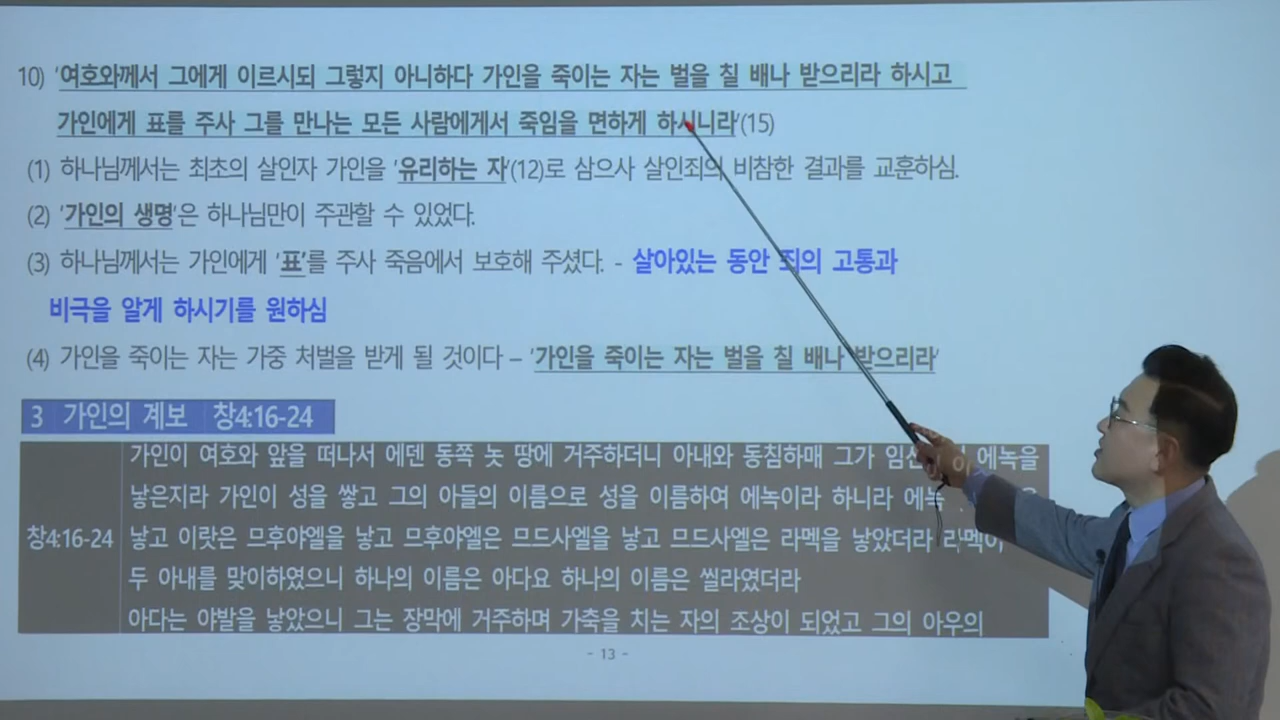 10) '여호와께서 그에게 이르시되 그렇지 아니하다 가인을 죽이는 자는 벌을 칠 배나 받으리라 하시고
가인에게 표를 주사 그를 만나는 모든 사람에게서 죽임을 면하게 하시니라'(15)
(1) 하나님께서는 최초의 살인자 가인을 '유리하는 자'(12)로 삼으사 살인죄의 비참한 결과를 교훈하심.
(2) '가인의 생명'은 하나님만이 주관할 수 있었다.
(3) 하나님께서는 가인에게 '표'를 주사 죽음에서 보호해 주셨다. - 살아있는 동안 죄의 고통과
비극을 알게 하시기를 원하심
(4) 가인을 죽이는 자는 가중 처벌을 받게 될 것이다 – '가인을 죽이는 자는 벌을 칠 배나 받으리라'
3 가인의 계보 창4:16-24
가인이 여호와 앞을 떠나서 에덴 동쪽 놋 땅에 거주하더니 아내와 동침하매 그가 에녹을
낳은지라 가인이 성을 쌓고 그의 아들의 이름으로 성을 이름하여 에녹이라 하니라
창4:16-24 낳고 이랏은 므후야엘을 낳고 므후야엘은 므드사엘을 낳고 므드사엘은 라멕을 낳았더라 라멕이
두 아내를 맞이하였으니 하나의 이름은 아다요 하나의 이름은 씰라였더라
아다는 야발을 낳았으니 그는 장막에 거주하며 가축을 치는 자의 조상이 되었고 그의 아우의
- 13 -